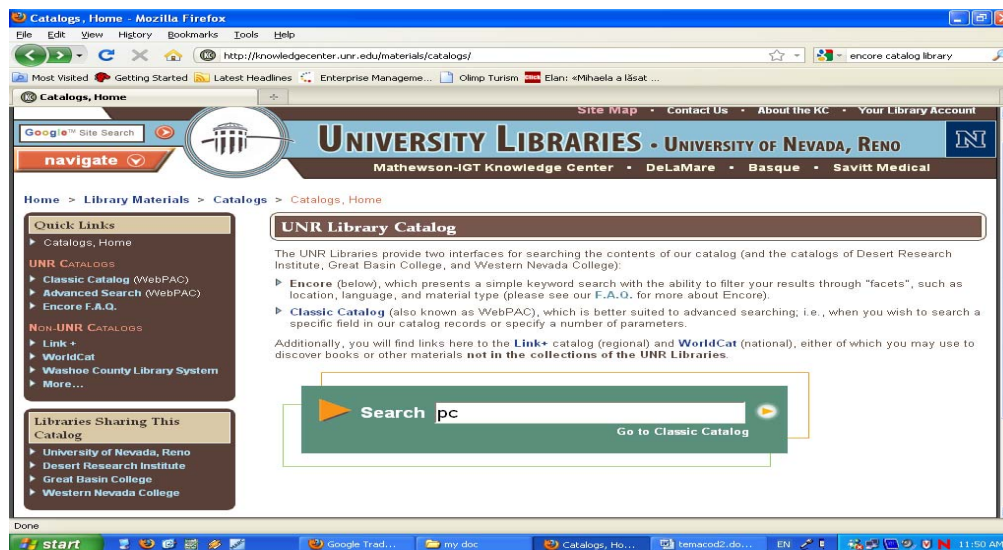 Catalogs, Home - Mozilla Firefox
File Edit View History Bookmarks Tools Help
http://knowledgecenter.unr.edu/materials/catalogs/
encore catalog library
Most Visited Getting Started Latest Headlines Enterprise Manageme... Olimp Turism Elan: «Mihaela a lăsat ...
Catalogs, Home
Site Map • Contact Us • About the KC • Your Library Account
Google™ Site Search
UNIVERSITY LIBRARIES • UNIVERSITY OF NEVADA, RENO
N
navigate
Mathewson-IGT Knowledge Center • DeLaMare • Basque • Savitt Medical
Home > Library Materials > Catalogs > Catalogs, Home
Quick Links
Catalogs, Home
UNR CATALOGS
Classic Catalog (WebPAC)
Advanced Search (WebPAC)
Encore F.A.Q.
NON-UNR CATALOGS
Link +
WorldCat
Washoe County Library System
More...
Libraries Sharing This
Catalog
University of Nevada, Reno
Desert Research Institute
Great Basin College
Western Nevada College
UNR Library Catalog
The UNR Libraries provide two interfaces for searching the contents of our catalog (and the catalogs of Desert Research
Institute, Great Basin College, and Western Nevada College):
Encore (below), which presents a simple keyword search with the ability to filter your results through "facets", such as
location, language, and material type (please see our F.A.Q. for more about Encore).
Classic Catalog (also known as WebPAC), which is better suited to advanced searching; i.e., when you wish to search a
specific field in our catalog records or specify a number of parameters.
Additionally, you will find links here to the Link+ catalog (regional) and WorldCat (national), either of which you may use to
discover books or other materials not in the collections of the UNR Libraries.
Search pc
Go to Classic Catalog
Done
start Google Trad... my doc Catalogs, Ho... temacod2.do... EN 11:50 AM